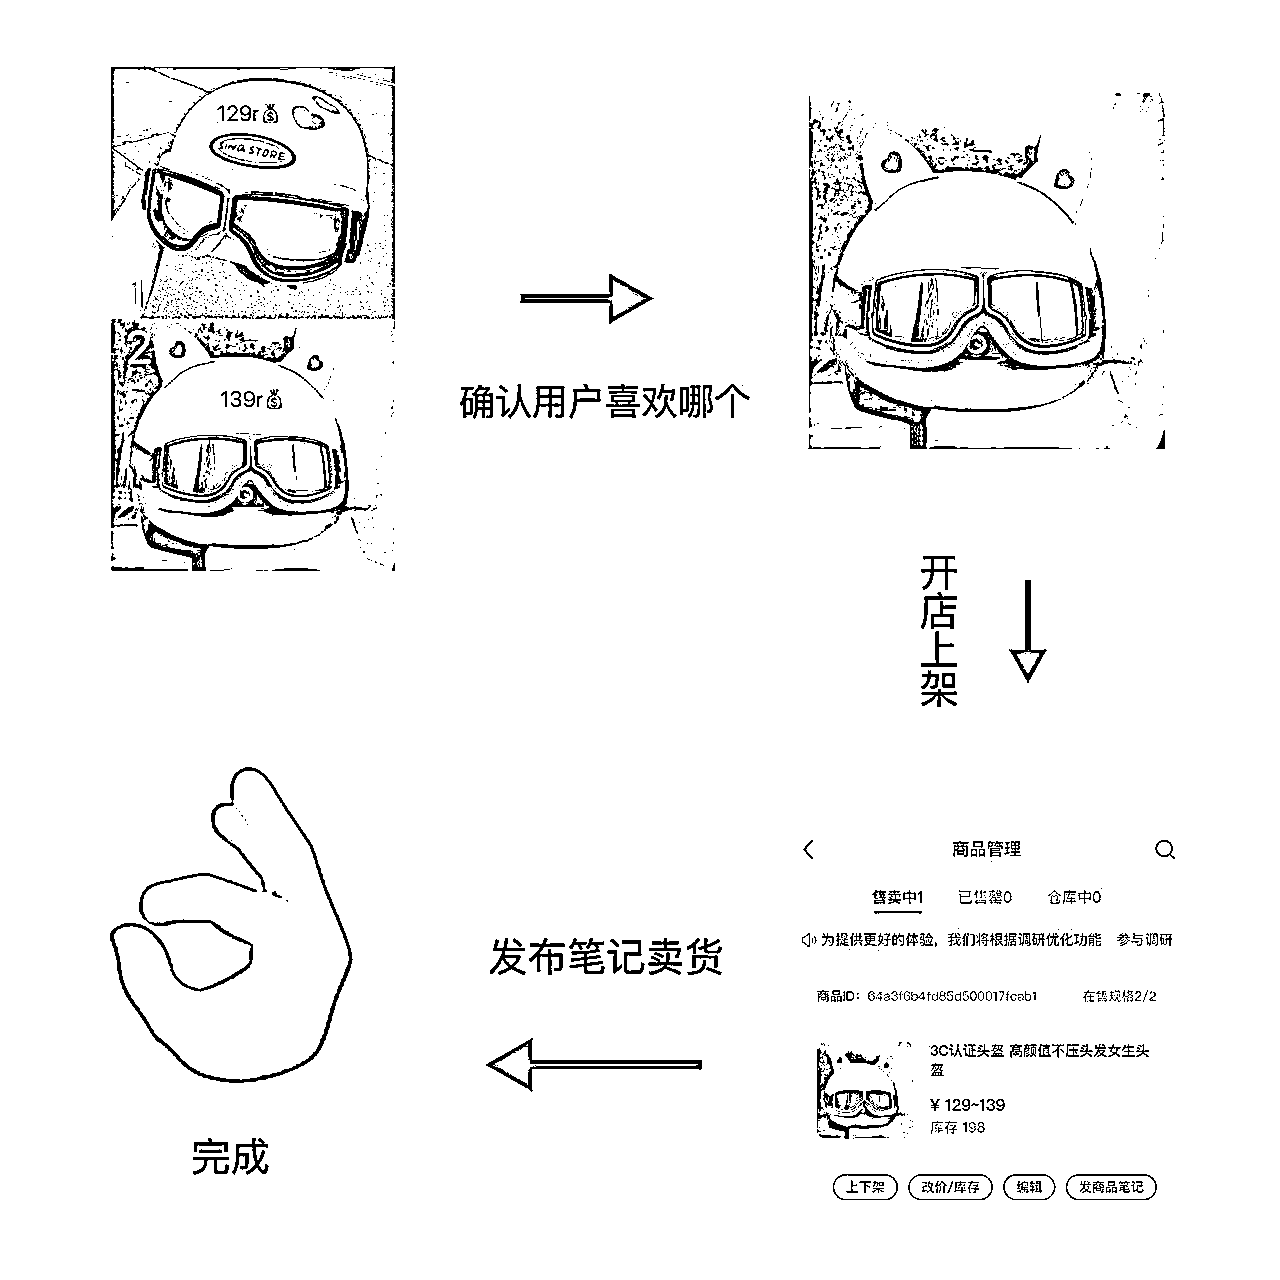 129r💰
SING STORE
1
2
139r💰
确认用户喜欢哪个
开店上架
商品管理
售卖中1 已售罄0 仓库中0
为提供更好的体验，我们将根据调研优化功能 参与调研
商品ID：64a3f6b4fd85d500017fcab1 在售规格2/2
3C认证头盔 高颜值不压头发女生头
盔
¥ 129~139
库存 198
上下架 改价/库存 编辑 发商品笔记
发布笔记卖货
完成